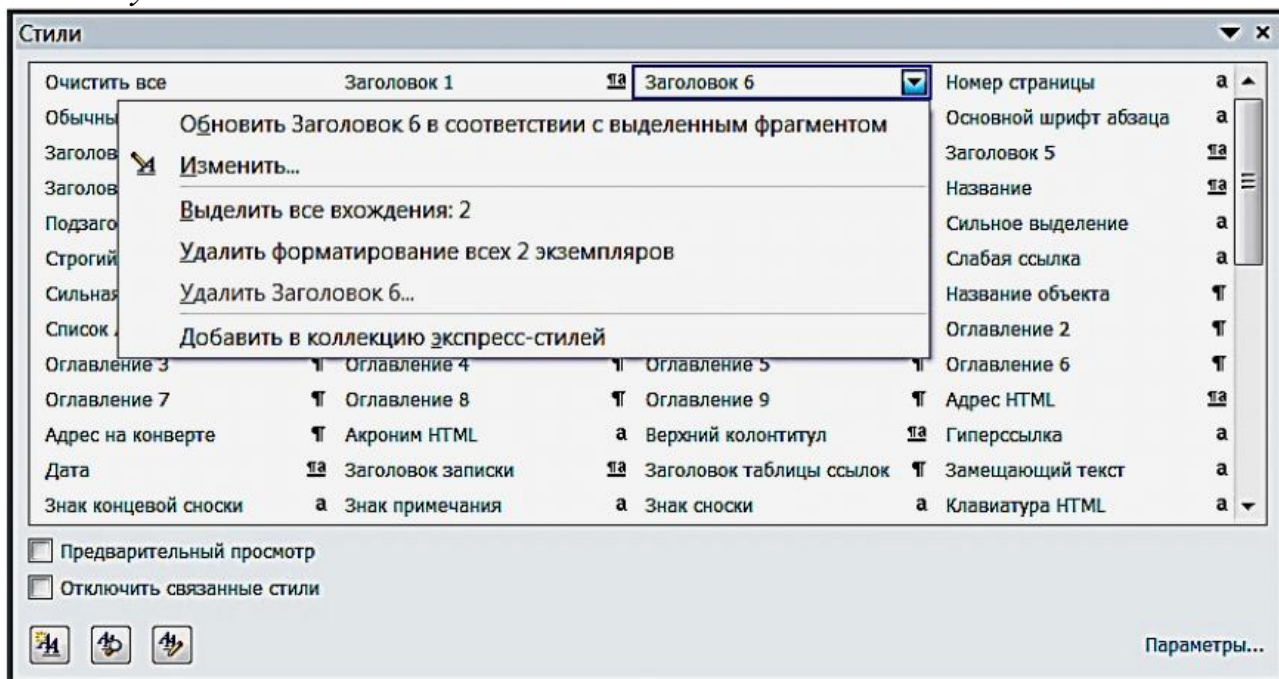 Стили
Очистить все Заголовок 1 ¶a Заголовок 6 Номер страницы a
Обычны Основной шрифт абзаца a
Заголов Заголовок 5 ¶a
Заголов Название ¶a
Подзаго Сильное выделение a
Строгий Слабая ссылка a
Сильная Название объекта ¶
Список Оглавление 2 ¶
Обновить Заголовок 6 в соответствии с выделенным фрагментом
Изменить...
Выделить все вхождения: 2
Удалить форматирование всех 2 экземпляров
Удалить Заголовок 6...
Добавить в коллекцию экспресс-стилей
Оглавление 3 ¶ Оглавление 4 ¶ Оглавление 5 ¶ Оглавление 6 ¶
Оглавление 7 ¶ Оглавление 8 ¶ Оглавление 9 ¶ Адрес HTML ¶a
Адрес на конверте ¶ Акроним HTML a Верхний колонтитул ¶a Гиперссылка a
Дата ¶a Заголовок записки ¶a Заголовок таблицы ссылок ¶ Замещающий текст a
Знак концевой сноски a Знак примечания a Знак сноски a Клавиатура HTML a
Предварительный просмотр
Отключить связанные стили
Параметры...